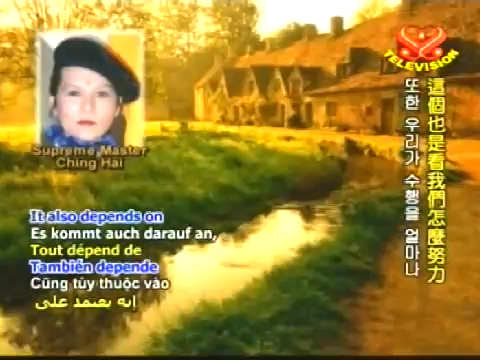 TELEVISION
Supreme Master
Ching Hai
這個也是看我們怎麼努力
또한 우리가 수행을 얼마나
It also depends on
Es kommt auch darauf an,
Tout dépend de
También depende
Cũng tùy thuộc vào
إنه يعتمد على